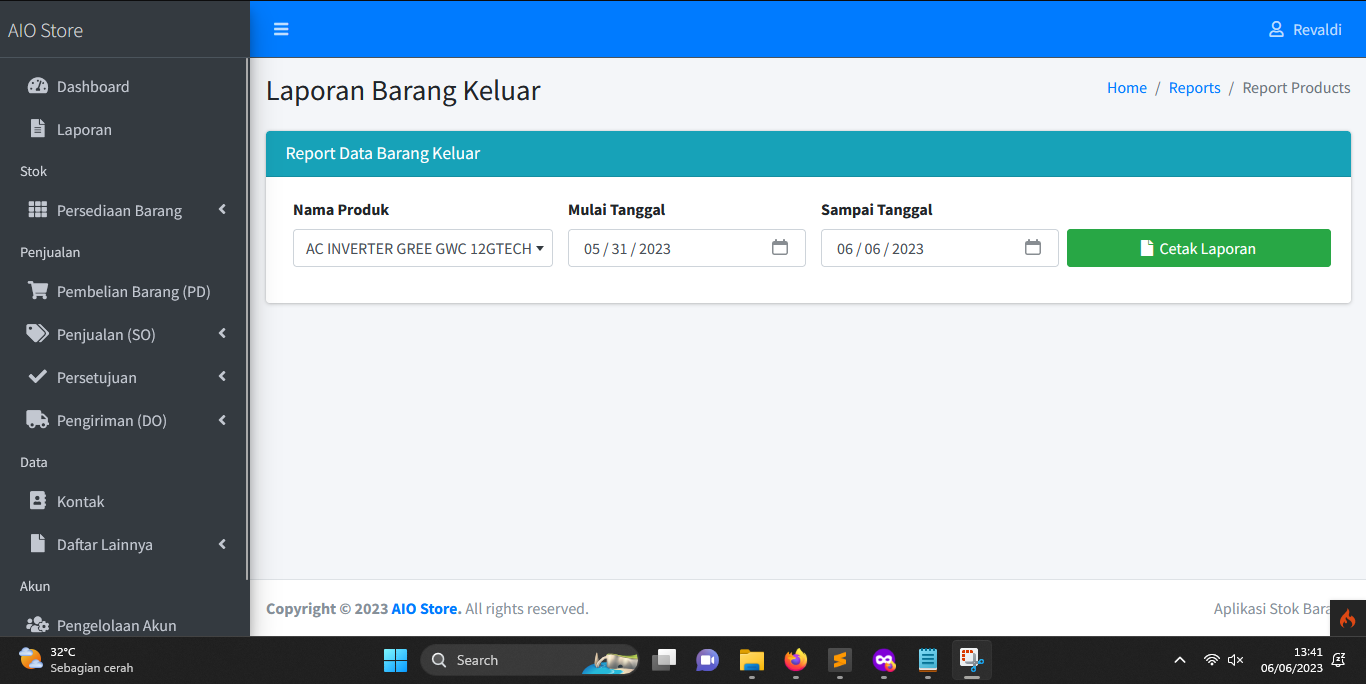 AIO Store
Revaldi
Dashboard
Laporan
Stok
Persediaan Barang
Penjualan
Pembelian Barang (PD)
Penjualan (SO)
Persetujuan
Pengiriman (DO)
Data
Kontak
Daftar Lainnya
Akun
Pengelolaan Akun
Laporan Barang Keluar
Home / Reports / Report Products
Report Data Barang Keluar
Nama Produk Mulai Tanggal Sampai Tanggal
AC INVERTER GREE GWC 12GTECH 05 / 31 / 2023 06 / 06 / 2023 Cetak Laporan
Copyright © 2023 AIO Store. All rights reserved. Aplikasi Stok Bara
32°C
Sebagian cerah
Search
13:41
06/06/2023